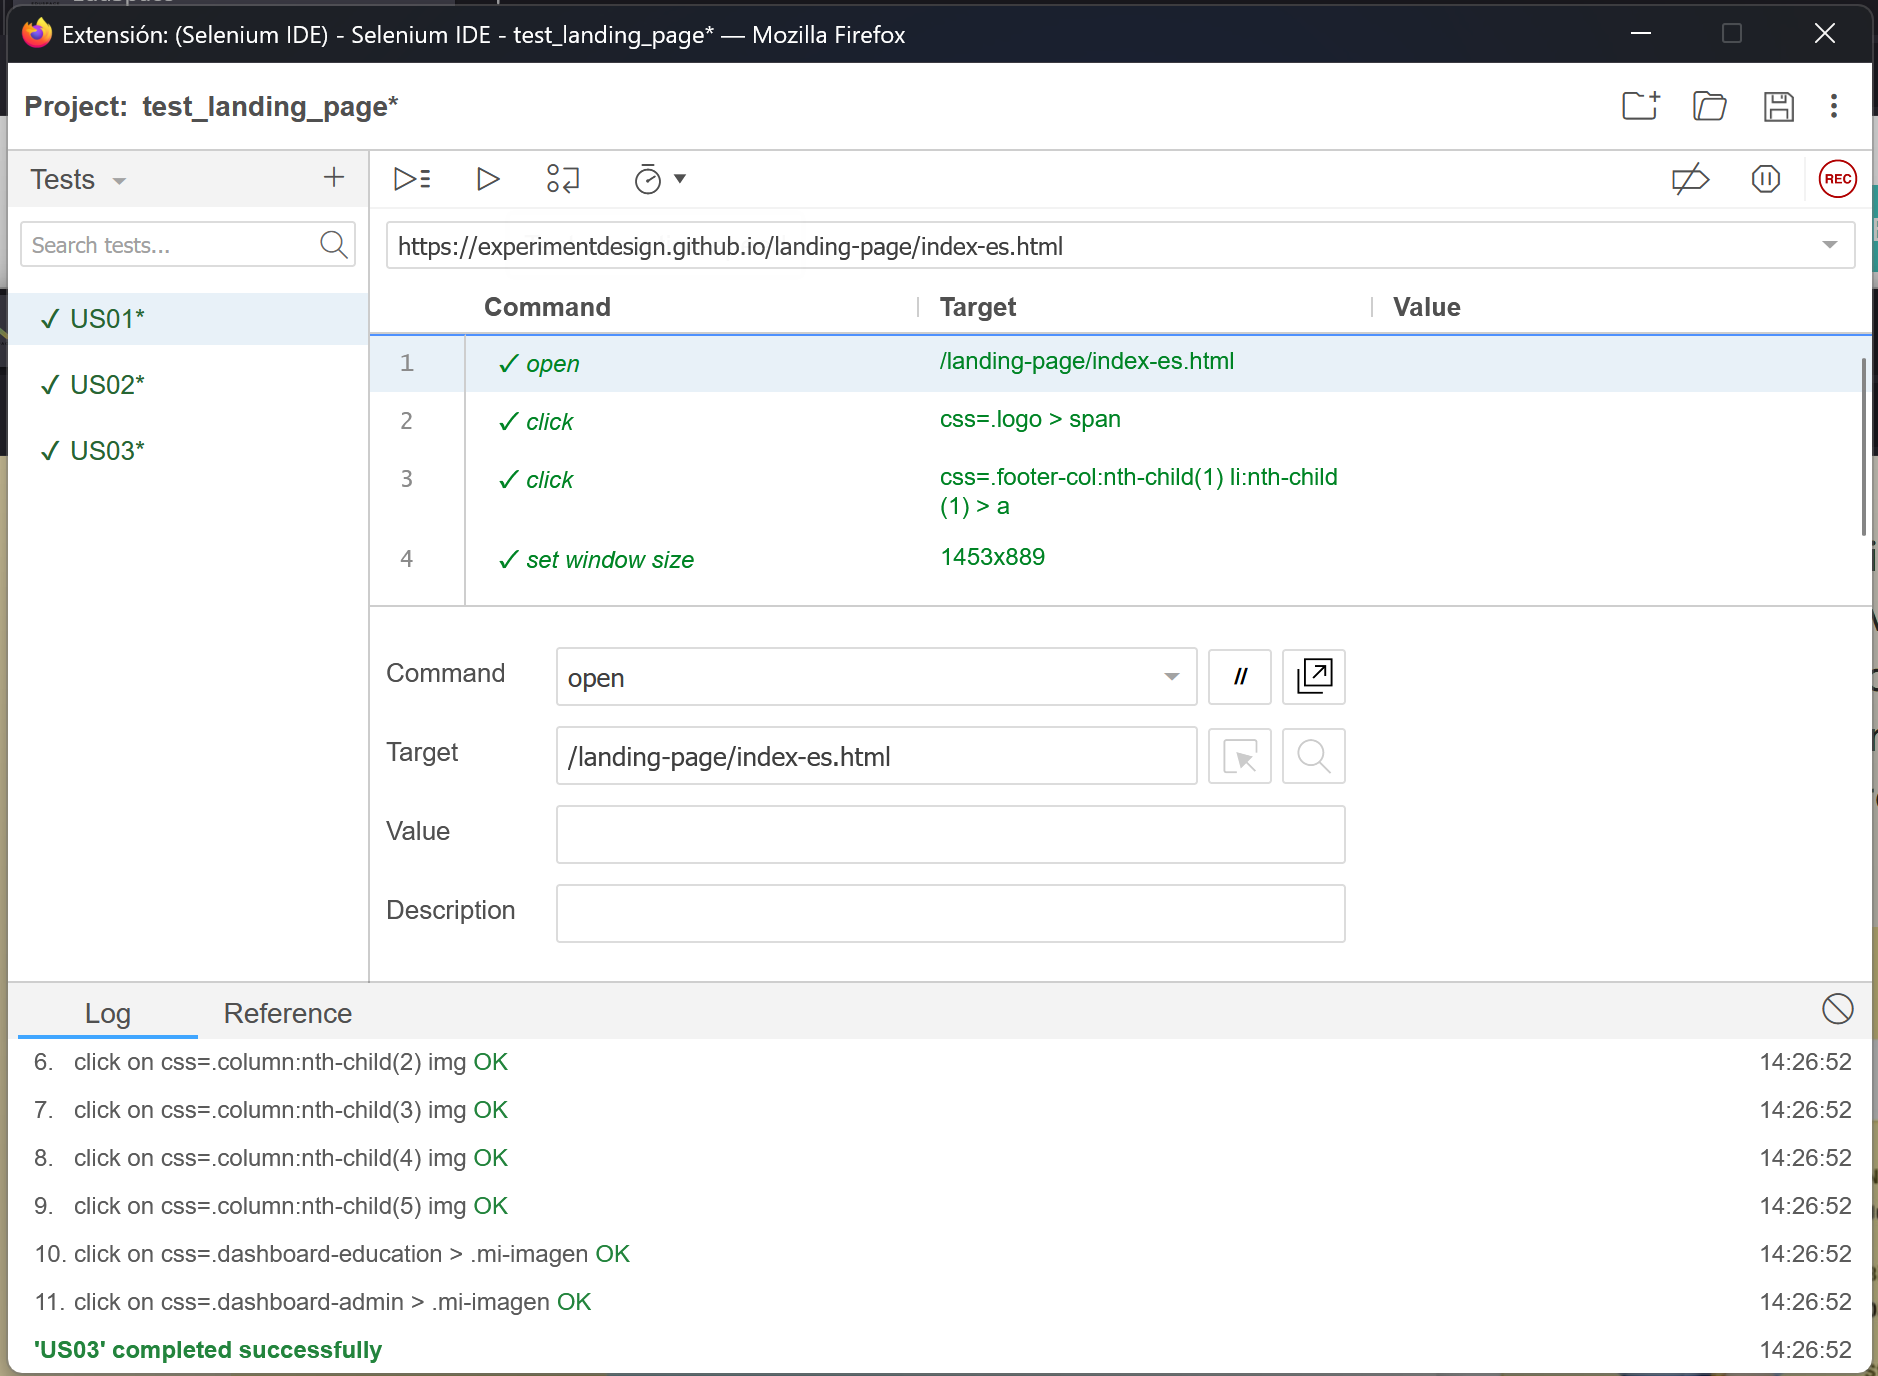 Extensión: (Selenium IDE) - Selenium IDE - test_landing_page* — Mozilla Firefox
Project: test_landing_page*
Tests
Search tests...
US01*
US02*
US03*
REC
https://experimentdesign.github.io/landing-page/index-es.html
Command Target Value
1 open /landing-page/index-es.html
2 click css=.logo > span
3 click css=.footer-col:nth-child(1) li:nth-child
(1) > a
4 set window size 1453x889
Command open //
Target /landing-page/index-es.html
Value
Description
Log Reference
6. click on css=.column:nth-child(2) img OK 14:26:52
7. click on css=.column:nth-child(3) img OK 14:26:52
8. click on css=.column:nth-child(4) img OK 14:26:52
9. click on css=.column:nth-child(5) img OK 14:26:52
10. click on css=.dashboard-education > .mi-imagen OK 14:26:52
11. click on css=.dashboard-admin > .mi-imagen OK 14:26:52
'US03' completed successfully 14:26:52